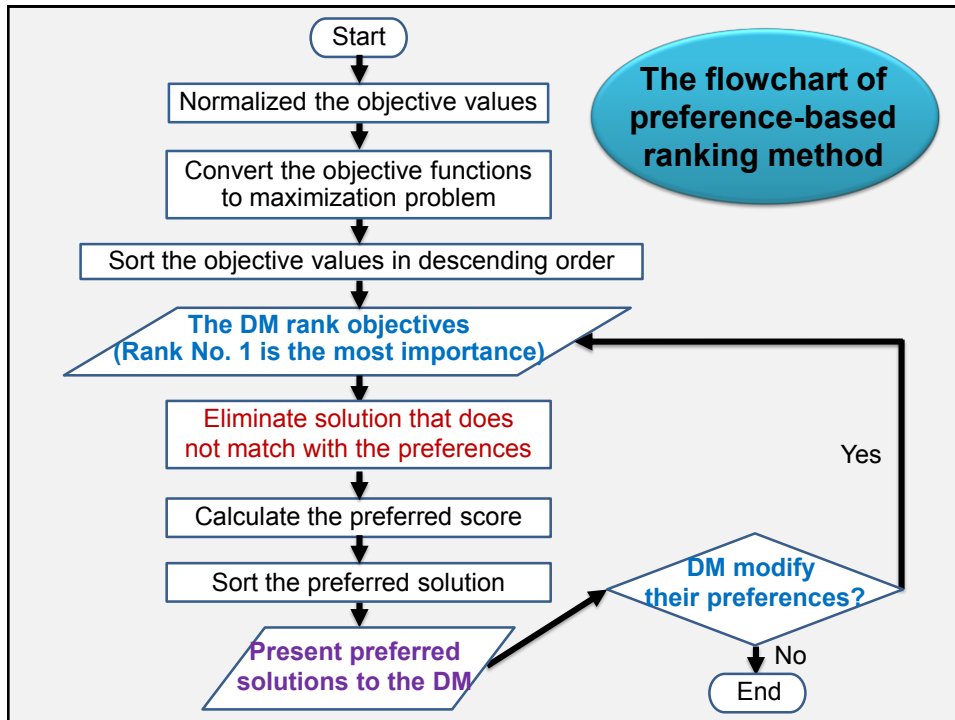 Start
The flowchart of
preference-based
ranking method
Normalized the objective values
Convert the objective functions
to maximization problem
Sort the objective values in descending order
The DM rank objectives
(Rank No. 1 is the most importance)
Eliminate solution that does
not match with the preferences
Yes
Calculate the preferred score
Sort the preferred solution
DM modify
their preferences?
Present preferred
solutions to the DM
No
End